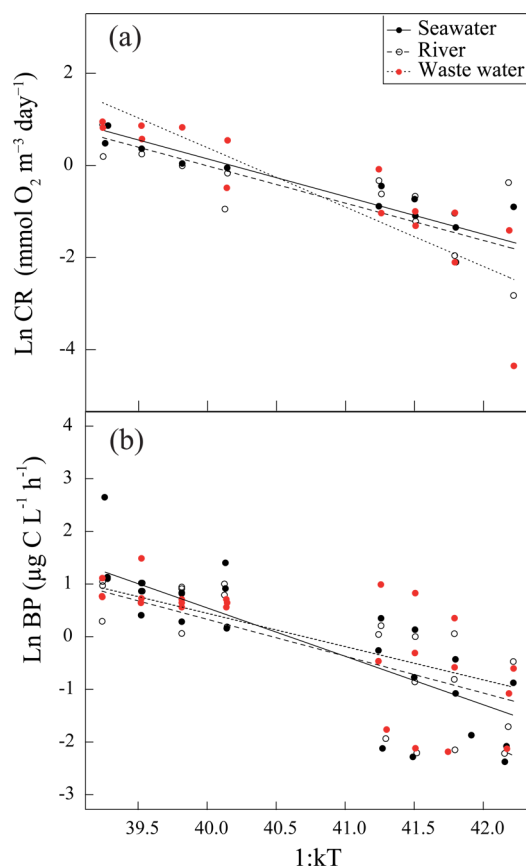 (a)
Seawater
River
Waste water
2
0
-2
-4
Ln CR (mmol O₂ m⁻³ day⁻¹)
(b)
4
3
2
1
0
-1
-2
-3
Ln BP (µg C L⁻¹ h⁻¹)
39.5 40.0 40.5 41.0 41.5 42.0
1:kT